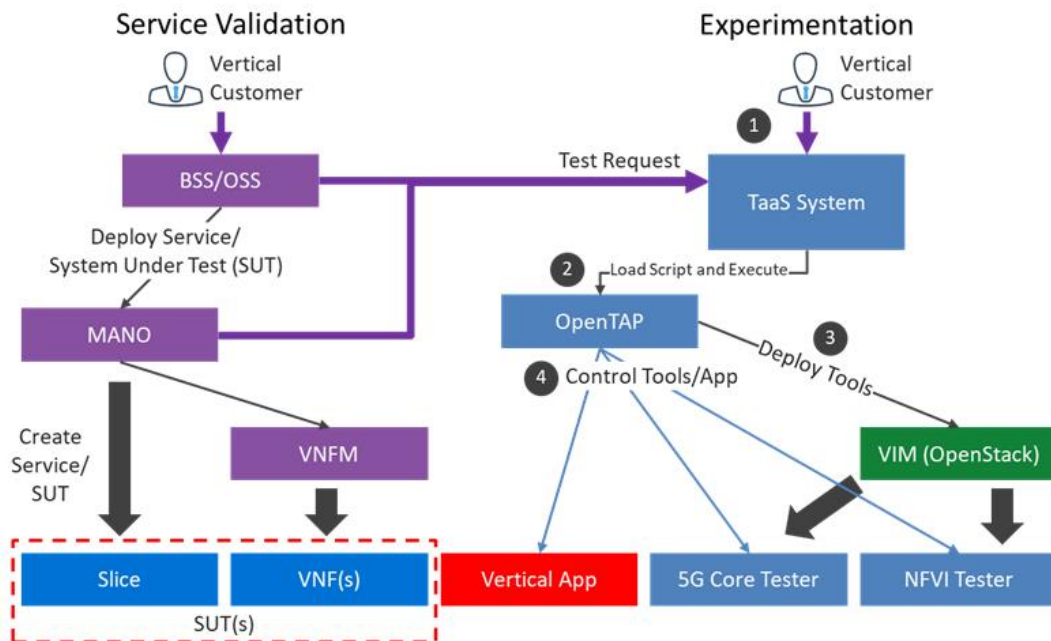 Service Validation
Experimentation
Vertical
Customer
Vertical
Customer
1
BSS/OSS
Test Request
TaaS System
Deploy Service/
System Under Test (SUT)
2
Load Script and Execute
MANO
OpenTAP
3
Deploy Tools
4
Control Tools/App
Create
Service/
SUT
VNFM
VIM (OpenStack)
Slice
VNF(s)
Vertical App
5G Core Tester
NFVI Tester
SUT(s)